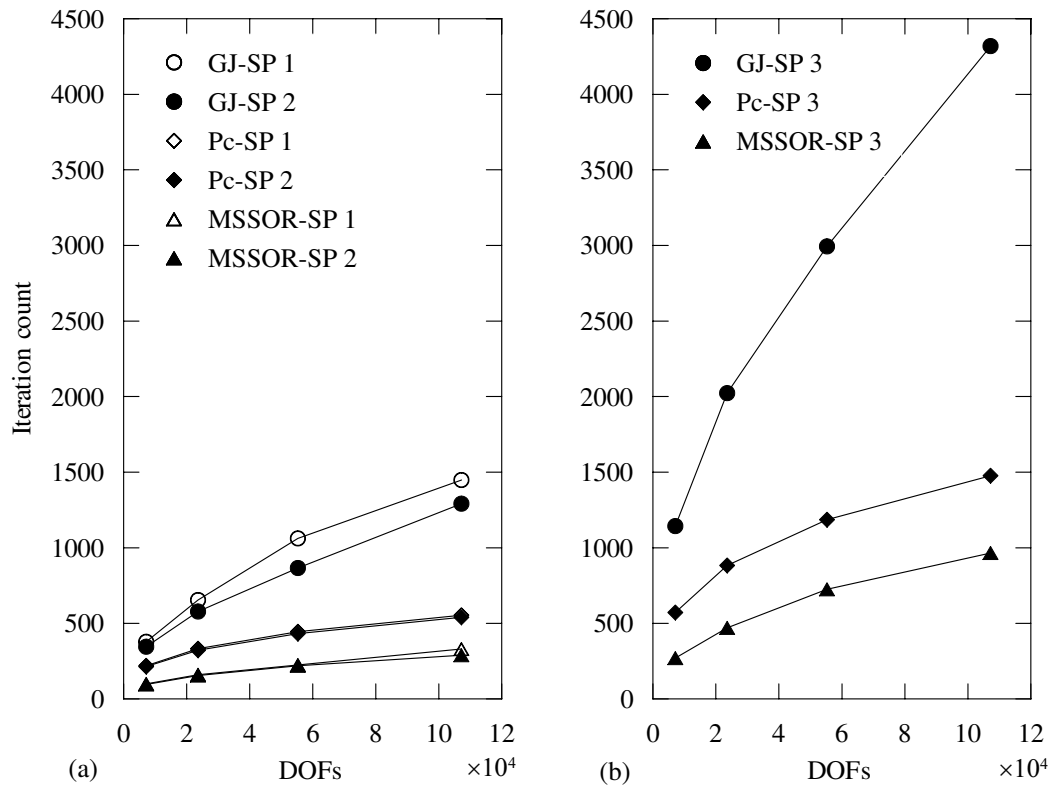 4500
4000
3500
3000
2500
2000
1500
1000
500
0
Iteration count
GJ-SP 1
GJ-SP 2
Pc-SP 1
Pc-SP 2
MSSOR-SP 1
MSSOR-SP 2
0 2 4 6 8 10 12
(a) DOFs ×10⁴
4500
4000
3500
3000
2500
2000
1500
1000
500
0
GJ-SP 3
Pc-SP 3
MSSOR-SP 3
0 2 4 6 8 10 12
(b) DOFs ×10⁴